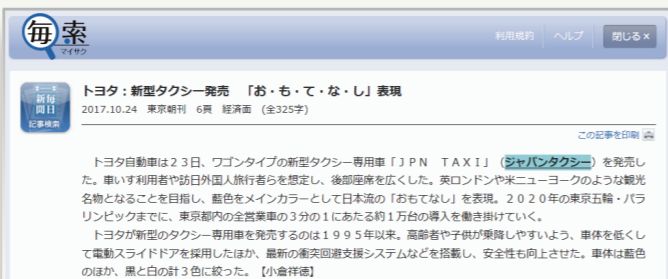 毎索
マイサク
利用規約 ヘルプ 閉じる×
毎日新聞
記事検索
トヨタ：新型タクシー発売 「お・も・て・な・し」表現
2017.10.24 東京朝刊 6頁 経済面 (全325字)
この記事を印刷
トヨタ自動車は２３日、ワゴンタイプの新型タクシー専用車「ＪＰＮ ＴＡＸＩ」（ジャパンタクシー）を発売し
た。車いす利用者や訪日外国人旅行者らを想定し、後部座席を広くした。英ロンドンや米ニューヨークのような観光
名物となることを目指し、藍色をメインカラーとして日本流の「おもてなし」を表現。２０２０年の東京五輪・パラ
リンピックまでに、東京都内の全営業車の３分の１にあたる約１万台の導入を働き掛けていく。
トヨタが新型のタクシー専用車を発売するのは１９９５年以来。高齢者や子供が乗降しやすいよう、車体を低くし
て電動スライドドアを採用したほか、最新の衝突回避支援システムなどを搭載し、安全性も向上させた。車体は藍色
のほか、黒と白の計３色に絞った。【小倉祥徳】